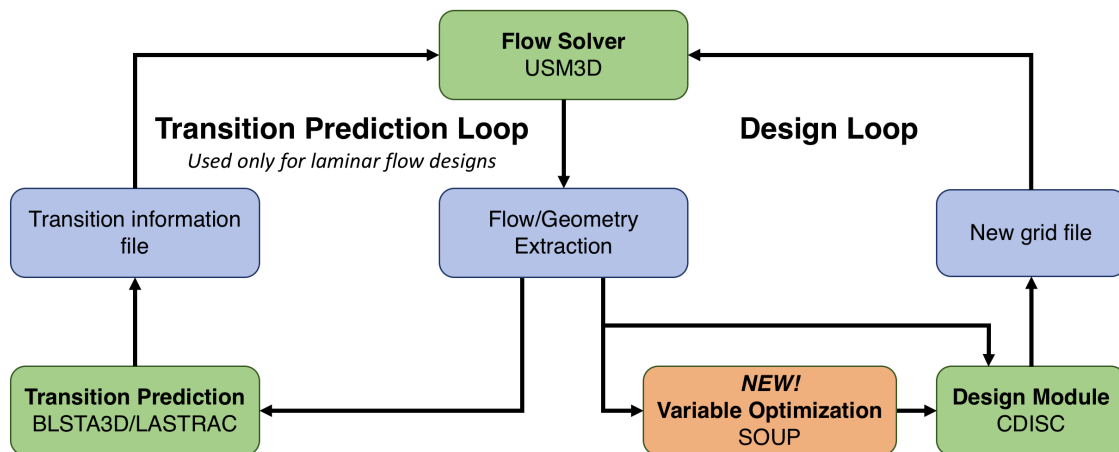 Flow Solver
USM3D
Transition Prediction Loop
Used only for laminar flow designs
Design Loop
Transition information
file
Flow/Geometry
Extraction
New grid file
Transition Prediction
BLSTA3D/LASTRAC
NEW!
Variable Optimization
SOUP
Design Module
CDISC